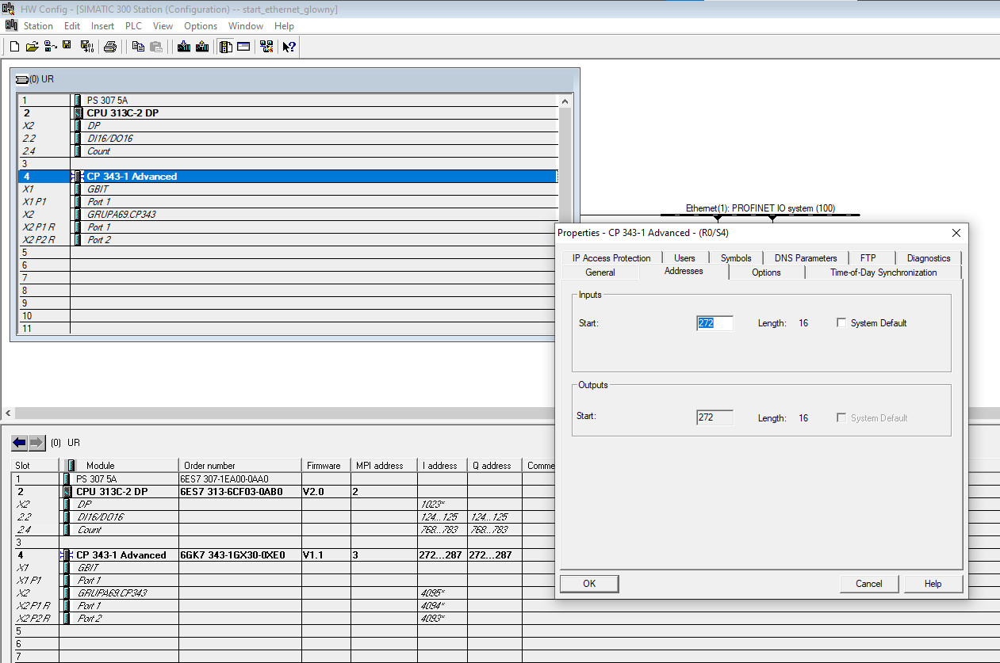 HW Config - [SIMATIC 300 Station (Configuration) -- start_ethernet_glowny]
Station Edit Insert PLC View Options Window Help
(0) UR
1 PS 307 5A
2 CPU 313C-2 DP
X2 DP
2.2 DI16/DO16
2.4 Count
3
4 CP 343-1 Advanced
X1 GBIT
X1 P1 Port 1
X2 GRUPA69.CP343
X2 P1 R Port 1
X2 P2 R Port 2
5
6
7
8
9
10
11
Ethernet(1): PROFINET IO system (100)
Properties - CP 343-1 Advanced - (R0/S4)
IP Access Protection Users Symbols DNS Parameters FTP Diagnostics
General Addresses Options Time-of-Day Synchronization
Inputs
Start: 272 Length: 16 System Default
Outputs
Start: 272 Length: 16 System Default
OK Cancel Help
(0) UR
Slot Module Order number Firmware MPI address I address Q address Comme
1 PS 307 5A 6ES7 307-1EA00-0AA0
2 CPU 313C-2 DP 6ES7 313-6CF03-0AB0 V2.0 2
X2 DP 1023*
2.2 DI16/DO16 124...125 124...125
2.4 Count 768...783 768...783
3
4 CP 343-1 Advanced 6GK7 343-1GX30-0XE0 V1.1 3 272...287 272...287
X1 GBIT
X1 P1 Port 1
X2 GRUPA69.CP343 4095*
X2 P1 R Port 1 4094*
X2 P2 R Port 2 4093*
5
6
7